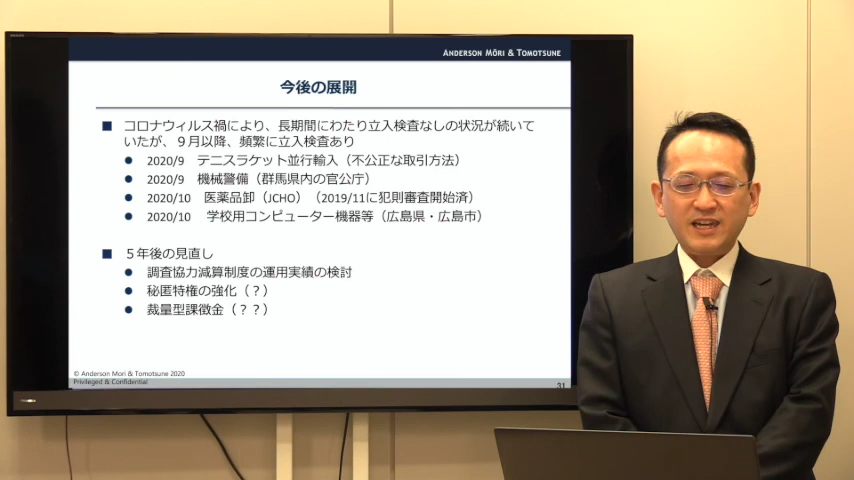 ANDERSON MŌRI & TOMOTSUNE
今後の展開
■ コロナウィルス禍により、長期間にわたり立入検査なしの状況が続いて
いたが、９月以降、頻繁に立入検査あり
● 2020/9 テニスラケット並行輸入（不公正な取引方法）
● 2020/9 機械警備（群馬県内の官公庁）
● 2020/10 医薬品卸（JCHO）（2019/11に犯則審査開始済）
● 2020/10 学校用コンピューター機器等（広島県・広島市）
■ ５年後の見直し
● 調査協力減算制度の運用実績の検討
● 秘匿特権の強化（？）
● 裁量型課徴金（？？）
© Anderson Mori & Tomotsune 2020
Privileged & Confidential
31